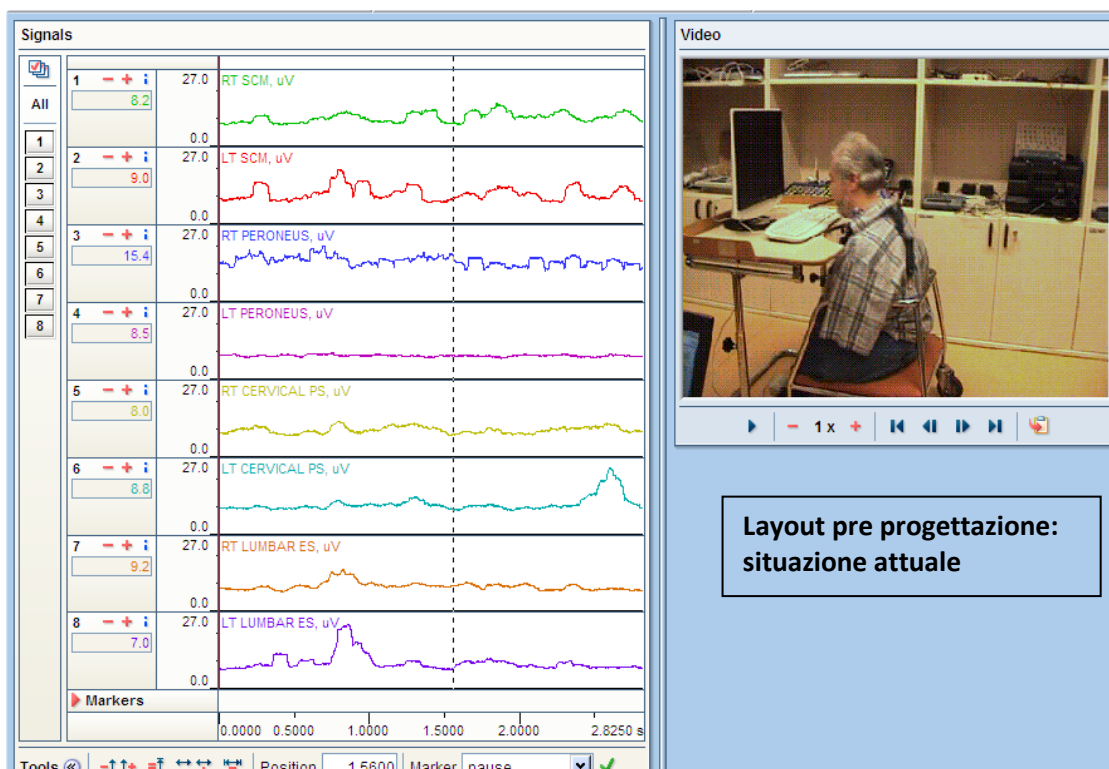 Signals
All
1
2
3
4
5
6
7
8
1 − + i 27.0 RT SCM, uV
8.2
0.0
2 − + i 27.0 LT SCM, uV
9.0
0.0
3 − + i 27.0 RT PERONEUS, uV
15.4
0.0
4 − + i 27.0 LT PERONEUS, uV
8.5
0.0
5 − + i 27.0 RT CERVICAL PS, uV
8.0
0.0
6 − + i 27.0 LT CERVICAL PS, uV
8.8
0.0
7 − + i 27.0 RT LUMBAR ES, uV
9.2
0.0
8 − + i 27.0 LT LUMBAR ES, uV
7.0
0.0
Markers
0.0000 0.5000 1.0000 1.5000 2.0000 2.8250 s
Tools Position 1.5600 Marker pause
Video
− 1 x +
Layout pre progettazione:
situazione attuale